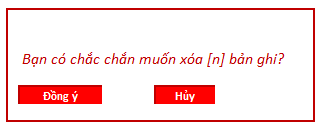 Bạn có chắc chắn muốn xóa [n] bản ghi?
Đồng ý Hủy